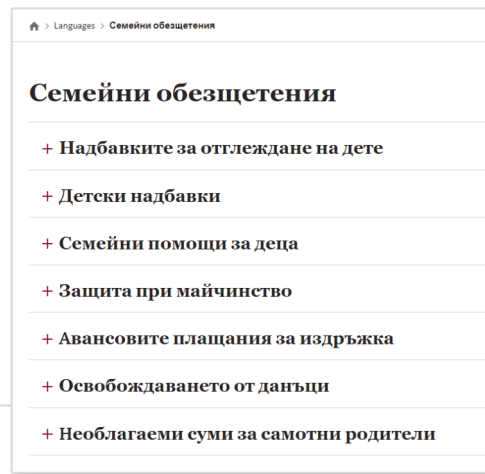 > Languages > Семейни обезщетения
Семейни обезщетения
+ Надбавките за отглеждане на дете
+ Детски надбавки
+ Семейни помощи за деца
+ Защита при майчинство
+ Авансовите плащания за издръжка
+ Освобождаването от данъци
+ Необлагаеми суми за самотни родители